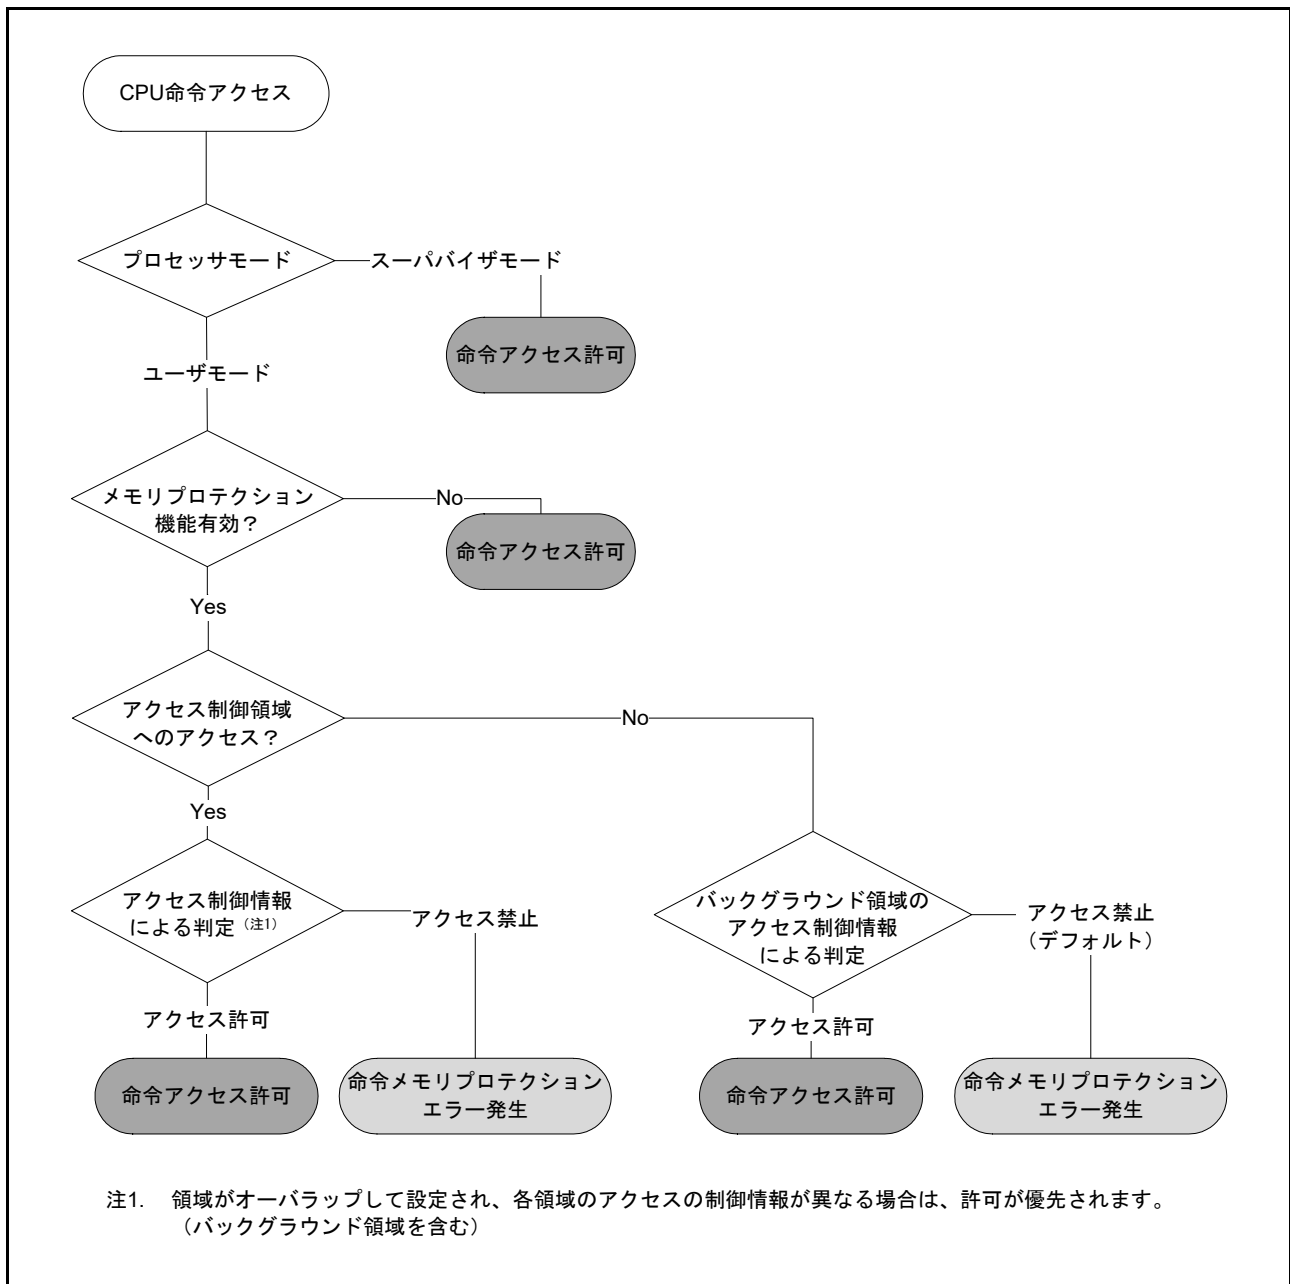 CPU命令アクセス
プロセッサモード
スーパバイザモード
命令アクセス許可
ユーザモード
メモリプロテクション
機能有効？
No
命令アクセス許可
Yes
アクセス制御領域
へのアクセス？
No
Yes
アクセス制御情報
による判定（注1）
アクセス禁止
バックグラウンド領域の
アクセス制御情報
による判定
アクセス禁止
（デフォルト）
アクセス許可
アクセス許可
命令アクセス許可
命令メモリプロテクション
エラー発生
命令アクセス許可
命令メモリプロテクション
エラー発生
注1. 領域がオーバラップして設定され、各領域のアクセスの制御情報が異なる場合は、許可が優先されます。
（バックグラウンド領域を含む）